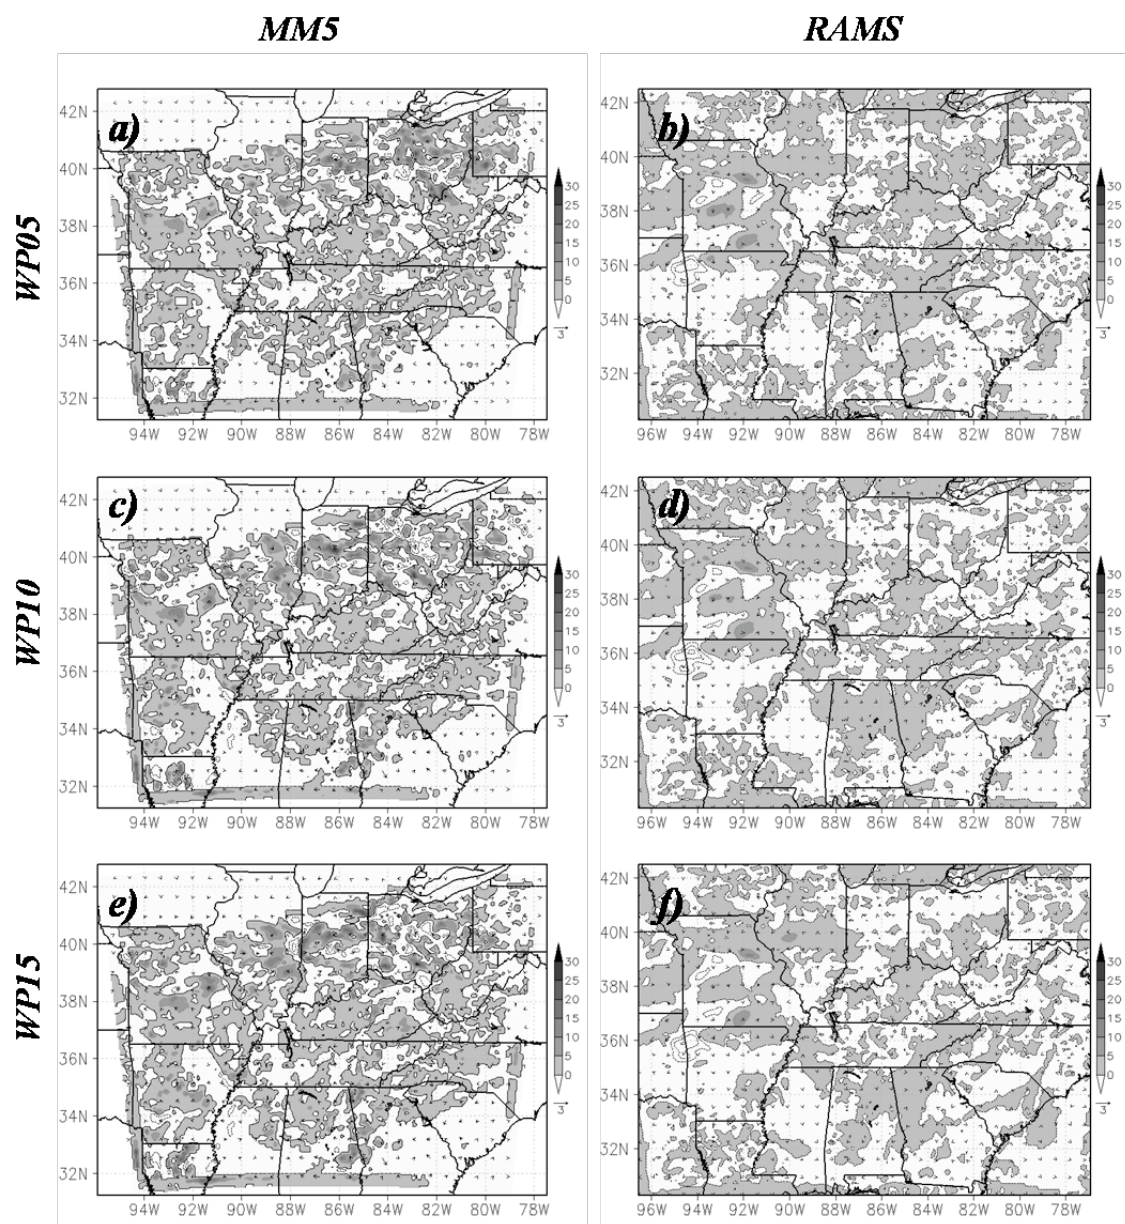 MM5 RAMS
WP05
a)
42N
40N
38N
36N
34N
32N
94W 92W 90W 88W 86W 84W 82W 80W 78W
30
25
20
15
10
5
0
3
b)
42N
40N
38N
36N
34N
32N
96W 94W 92W 90W 88W 86W 84W 82W 80W 78W
30
25
20
15
10
5
0
3
WP10
c)
42N
40N
38N
36N
34N
32N
94W 92W 90W 88W 86W 84W 82W 80W 78W
30
25
20
15
10
5
0
3
d)
42N
40N
38N
36N
34N
32N
96W 94W 92W 90W 88W 86W 84W 82W 80W 78W
30
25
20
15
10
5
0
3
WP15
e)
42N
40N
38N
36N
34N
32N
94W 92W 90W 88W 86W 84W 82W 80W 78W
30
25
20
15
10
5
0
3
f)
42N
40N
38N
36N
34N
32N
96W 94W 92W 90W 88W 86W 84W 82W 80W 78W
30
25
20
15
10
5
0
3